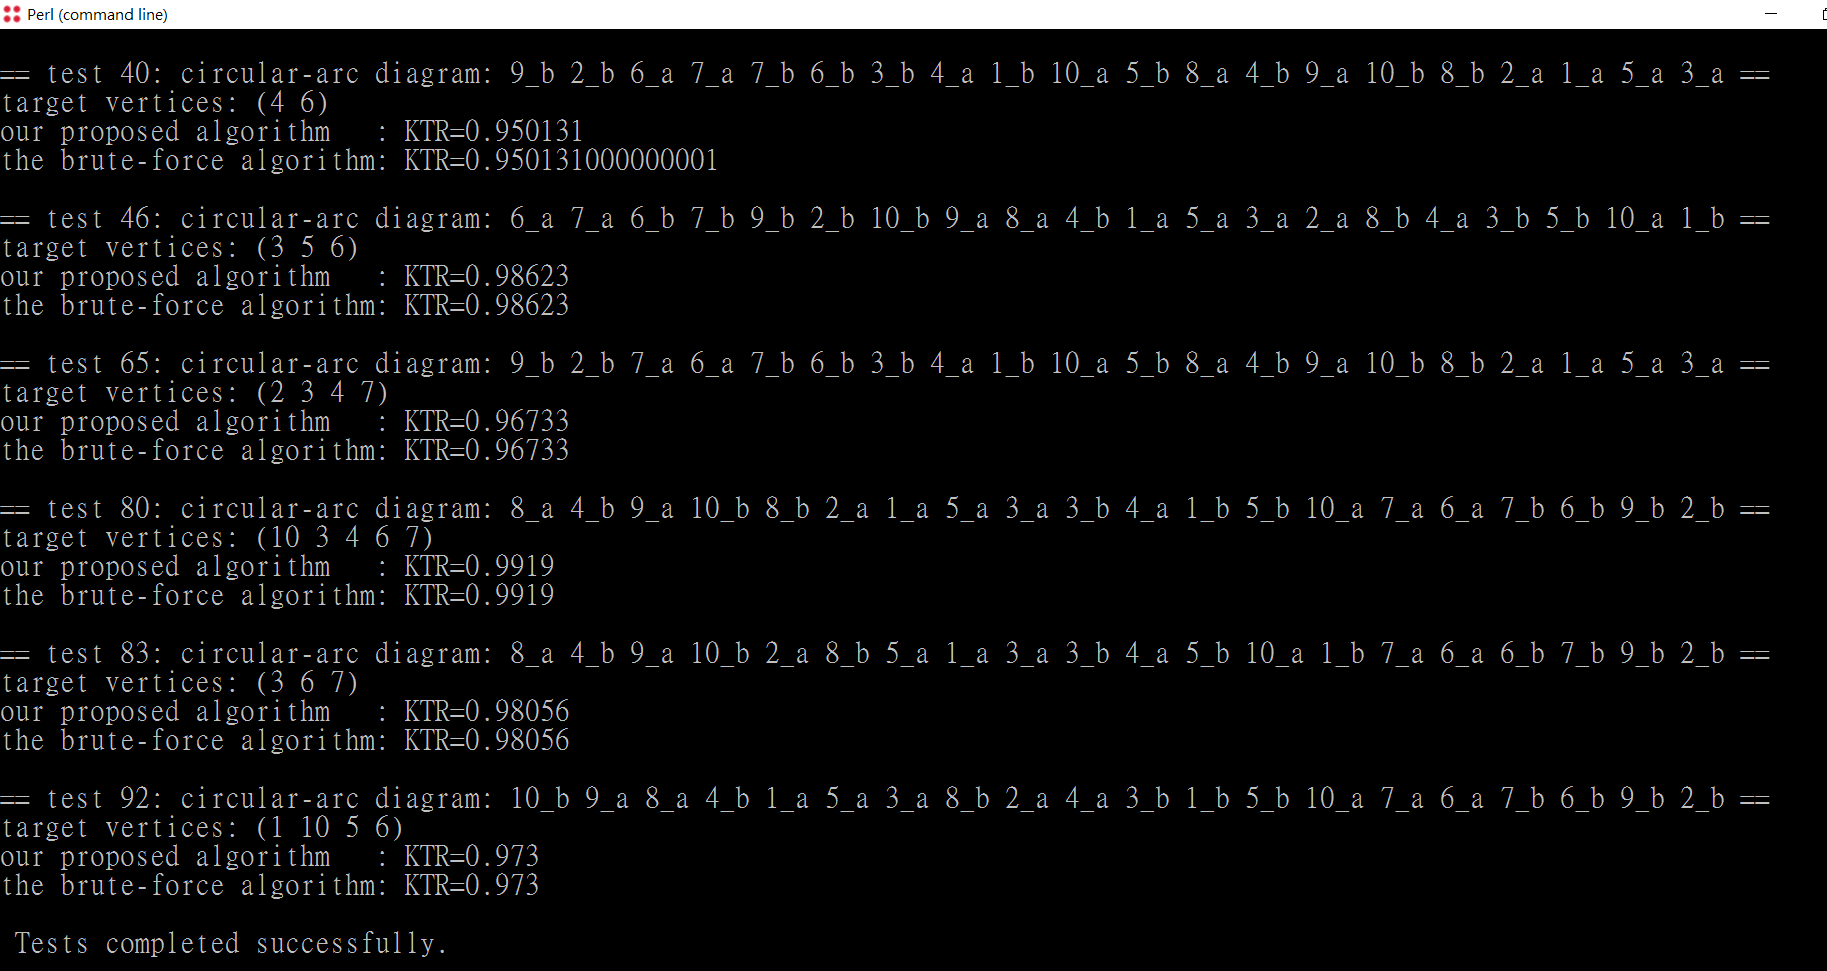 Perl (command line)
== test 40: circular-arc diagram: 9_b 2_b 6_a 7_a 7_b 6_b 3_b 4_a 1_b 10_a 5_b 8_a 4_b 9_a 10_b 8_b 2_a 1_a 5_a 3_a ==
target vertices: (4 6)
our proposed algorithm   : KTR=0.950131
the brute-force algorithm: KTR=0.950131000000001
== test 46: circular-arc diagram: 6_a 7_a 6_b 7_b 9_b 2_b 10_b 9_a 8_a 4_b 1_a 5_a 3_a 2_a 8_b 4_a 3_b 5_b 10_a 1_b ==
target vertices: (3 5 6)
our proposed algorithm   : KTR=0.98623
the brute-force algorithm: KTR=0.98623
== test 65: circular-arc diagram: 9_b 2_b 7_a 6_a 7_b 6_b 3_b 4_a 1_b 10_a 5_b 8_a 4_b 9_a 10_b 8_b 2_a 1_a 5_a 3_a ==
target vertices: (2 3 4 7)
our proposed algorithm   : KTR=0.96733
the brute-force algorithm: KTR=0.96733
== test 80: circular-arc diagram: 8_a 4_b 9_a 10_b 8_b 2_a 1_a 5_a 3_a 3_b 4_a 1_b 5_b 10_a 7_a 6_a 7_b 6_b 9_b 2_b ==
target vertices: (10 3 4 6 7)
our proposed algorithm   : KTR=0.9919
the brute-force algorithm: KTR=0.9919
== test 83: circular-arc diagram: 8_a 4_b 9_a 10_b 2_a 8_b 5_a 1_a 3_a 3_b 4_a 5_b 10_a 1_b 7_a 6_a 6_b 7_b 9_b 2_b ==
target vertices: (3 6 7)
our proposed algorithm   : KTR=0.98056
the brute-force algorithm: KTR=0.98056
== test 92: circular-arc diagram: 10_b 9_a 8_a 4_b 1_a 5_a 3_a 8_b 2_a 4_a 3_b 1_b 5_b 10_a 7_a 6_a 7_b 6_b 9_b 2_b ==
target vertices: (1 10 5 6)
our proposed algorithm   : KTR=0.973
the brute-force algorithm: KTR=0.973
Tests completed successfully.